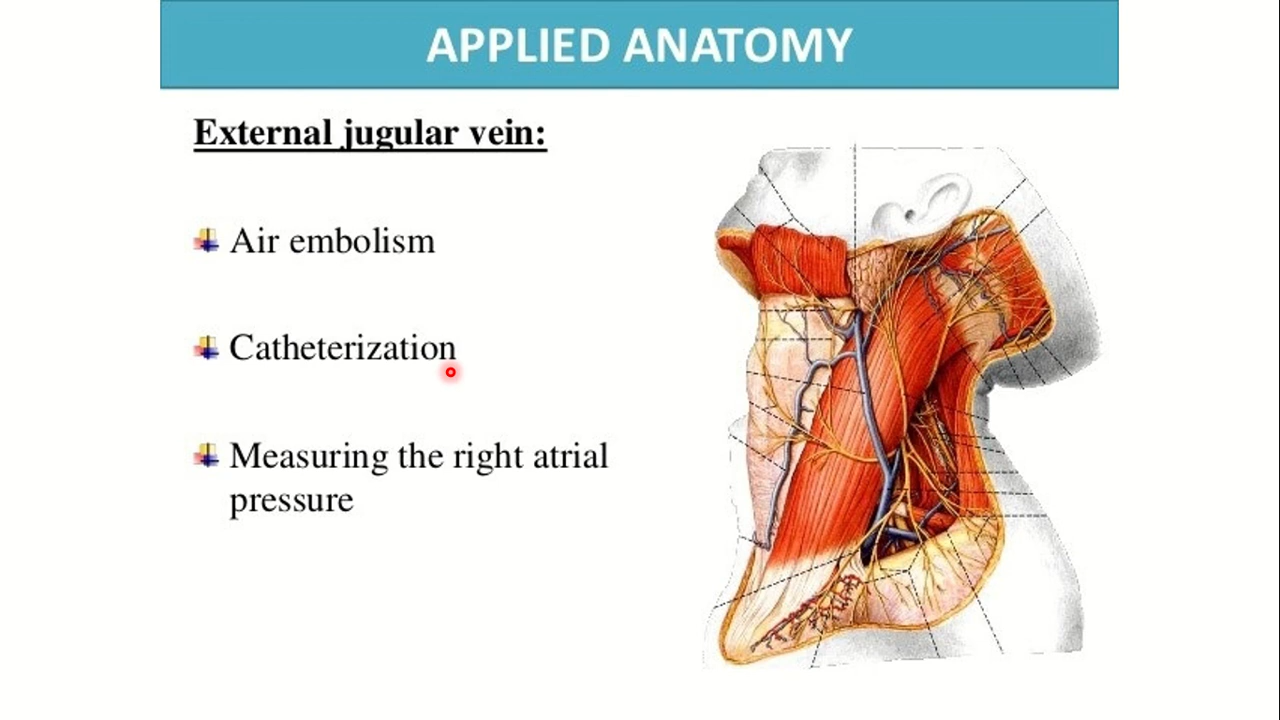 APPLIED ANATOMY
External jugular vein:
Air embolism
Catheterization
Measuring the right atrial
pressure